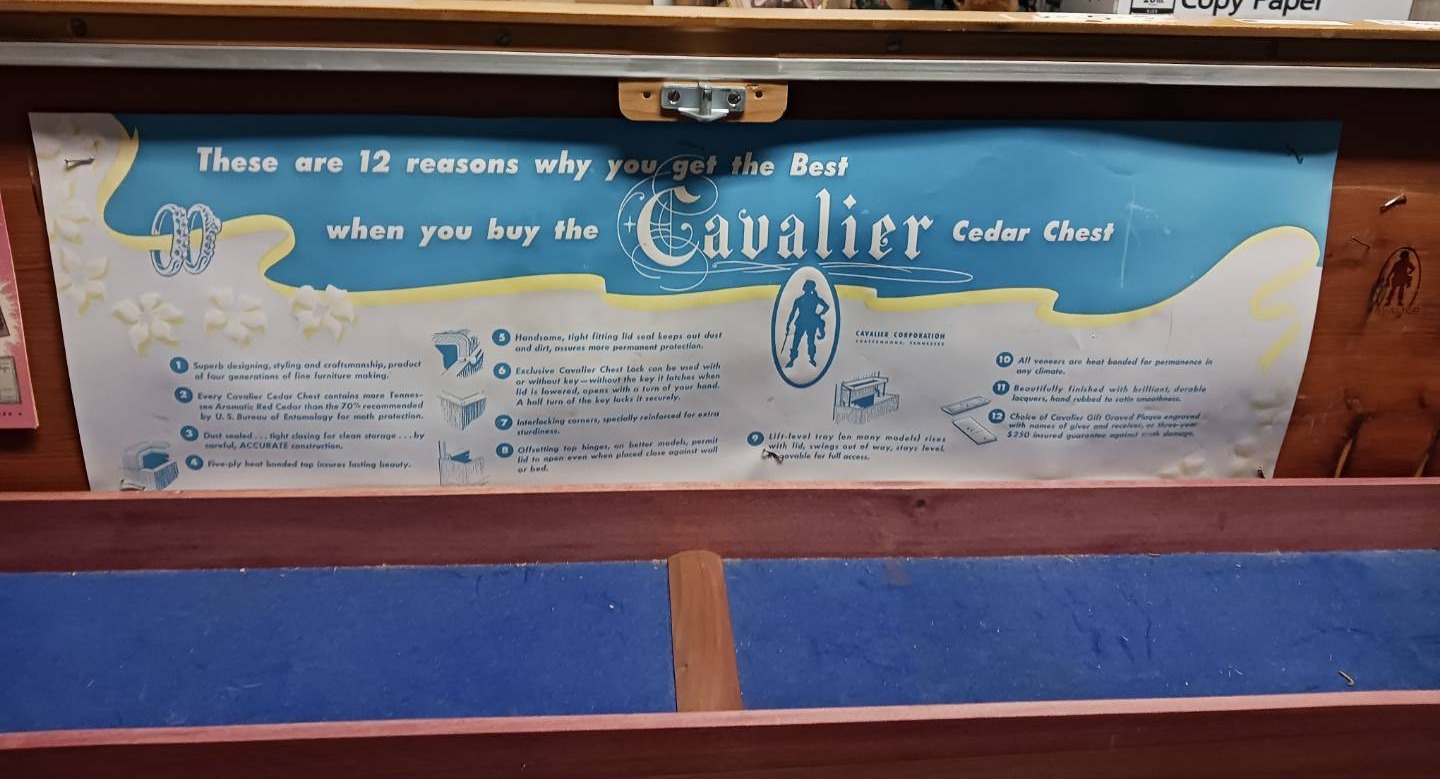 Copy Paper
These are 12 reasons why you get the Best
when you buy the Cavalier Cedar Chest
1 Superb designing, styling and craftsmanship, product
of four generations of fine furniture making.
2 Every Cavalier Cedar Chest contains more Tennes-
see Aromatic Red Cedar than the 70% recommended
by U. S. Bureau of Entomology for moth protection.
3 Dust sealed . . . tight closing for clean storage . . . by
careful, ACCURATE construction.
4 Five-ply heat bonded top insures lasting beauty.
5 Handsome, tight fitting lid seal keeps out dust
and dirt, assures more permanent protection.
6 Exclusive Cavalier Chest Lock can be used with
or without key—without the key it latches when
lid is lowered, opens with a turn of your hand.
A half turn of the key locks it securely.
7 Interlocking corners, specially reinforced for extra
sturdiness.
8 Offsetting top hinges, on better models, permit
lid to open even when placed close against wall
or bed.
CAVALIER CORPORATION
CHATTANOOGA, TENNESSEE
9 Lift-level tray (on many models) rises
with lid, swings out of way, stays level,
movable for full access.
10 All veneers are heat bonded for permanence in
any climate.
11 Beautifully finished with brilliant, durable
lacquers, hand rubbed to satin smoothness.
12 Choice of Cavalier Gift Graved Plaque engraved
with names of giver and receiver, or three-year
$250 insured guarantee against moth damage.